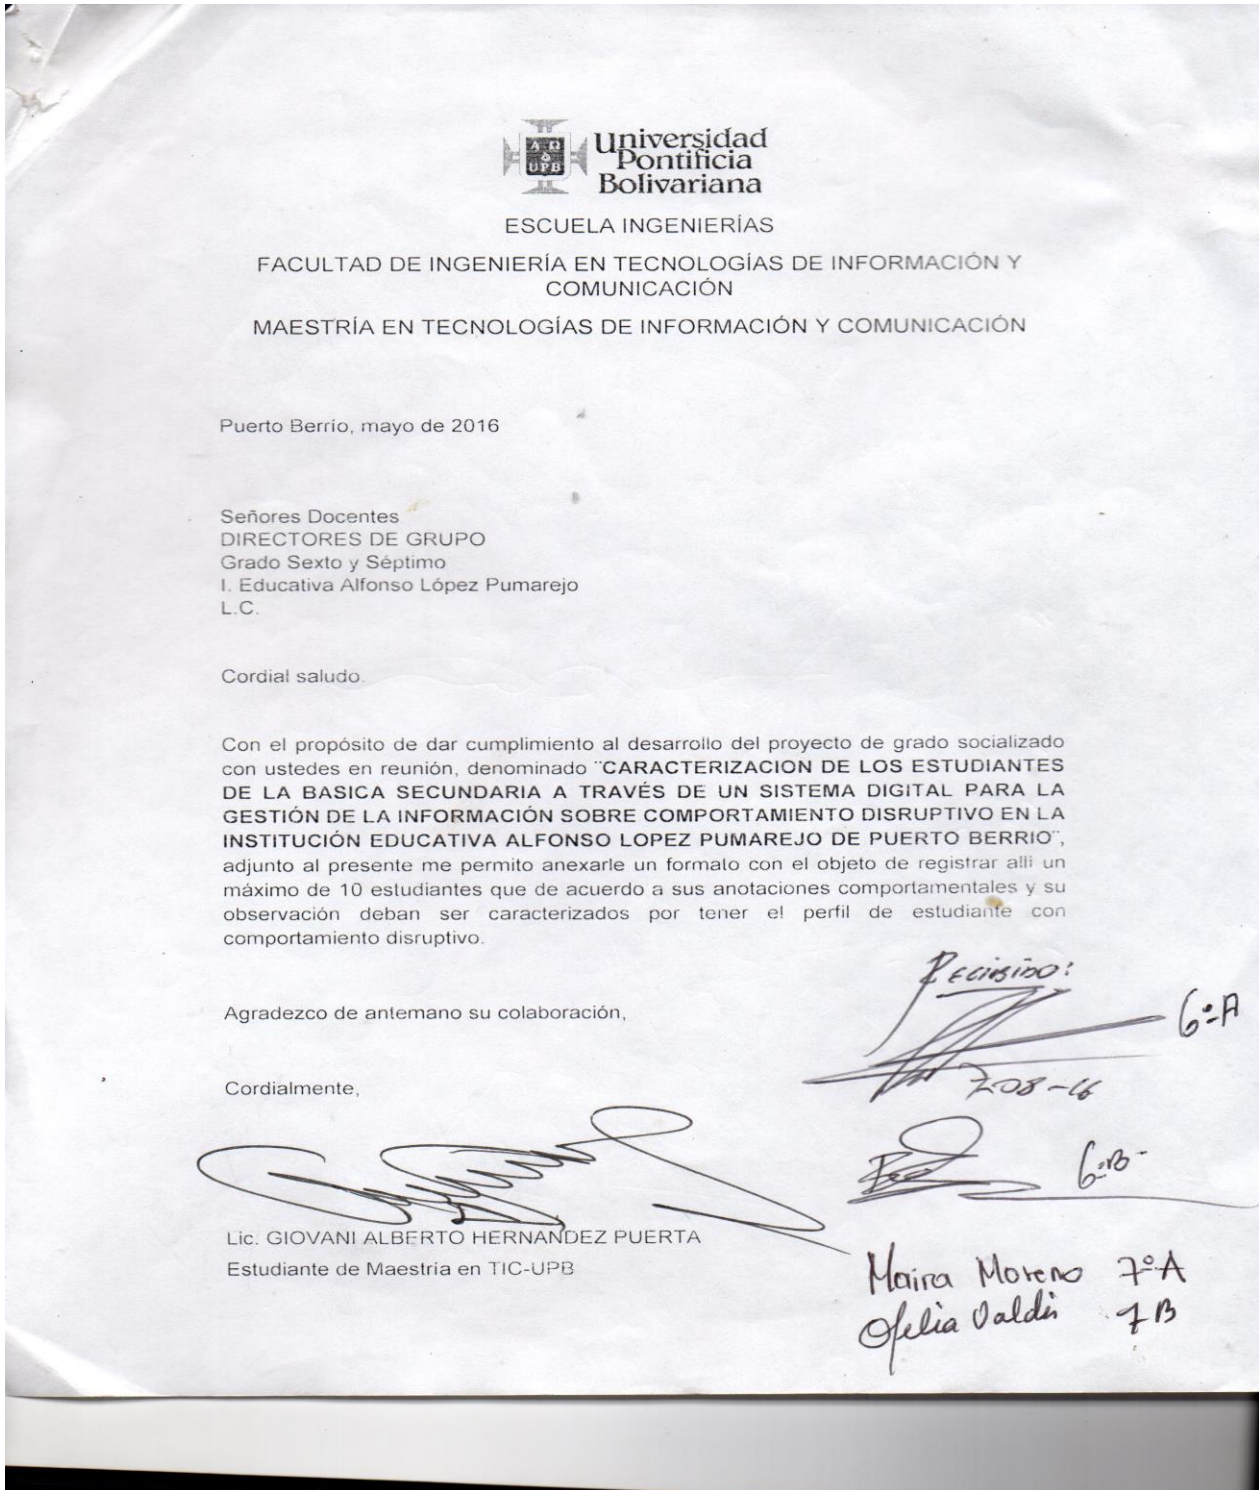 A Ω
UPB
Universidad
Pontificia
Bolivariana
ESCUELA INGENIERÍAS
FACULTAD DE INGENIERÍA EN TECNOLOGÍAS DE INFORMACIÓN Y
COMUNICACIÓN
MAESTRÍA EN TECNOLOGÍAS DE INFORMACIÓN Y COMUNICACIÓN
Puerto Berrío, mayo de 2016
Señores Docentes
DIRECTORES DE GRUPO
Grado Sexto y Séptimo
I. Educativa Alfonso López Pumarejo
L.C.
Cordial saludo.
Con el propósito de dar cumplimiento al desarrollo del proyecto de grado socializado
con ustedes en reunión, denominado ¨CARACTERIZACION DE LOS ESTUDIANTES
DE LA BASICA SECUNDARIA A TRAVÉS DE UN SISTEMA DIGITAL PARA LA
GESTIÓN DE LA INFORMACIÓN SOBRE COMPORTAMIENTO DISRUPTIVO EN LA
INSTITUCIÓN EDUCATIVA ALFONSO LOPEZ PUMAREJO DE PUERTO BERRIO¨,
adjunto al presente me permito anexarle un formato con el objeto de registrar allí un
máximo de 10 estudiantes que de acuerdo a sus anotaciones comportamentales y su
observación deban ser caracterizados por tener el perfil de estudiante con
comportamiento disruptivo.
Recibido:
6º-A
Agradezco de antemano su colaboración,
Cordialmente,
6-B-
Lic. GIOVANI ALBERTO HERNANDEZ PUERTA
Estudiante de Maestría en TIC-UPB
Maira Moreno 7ºA
Ofelia 7B